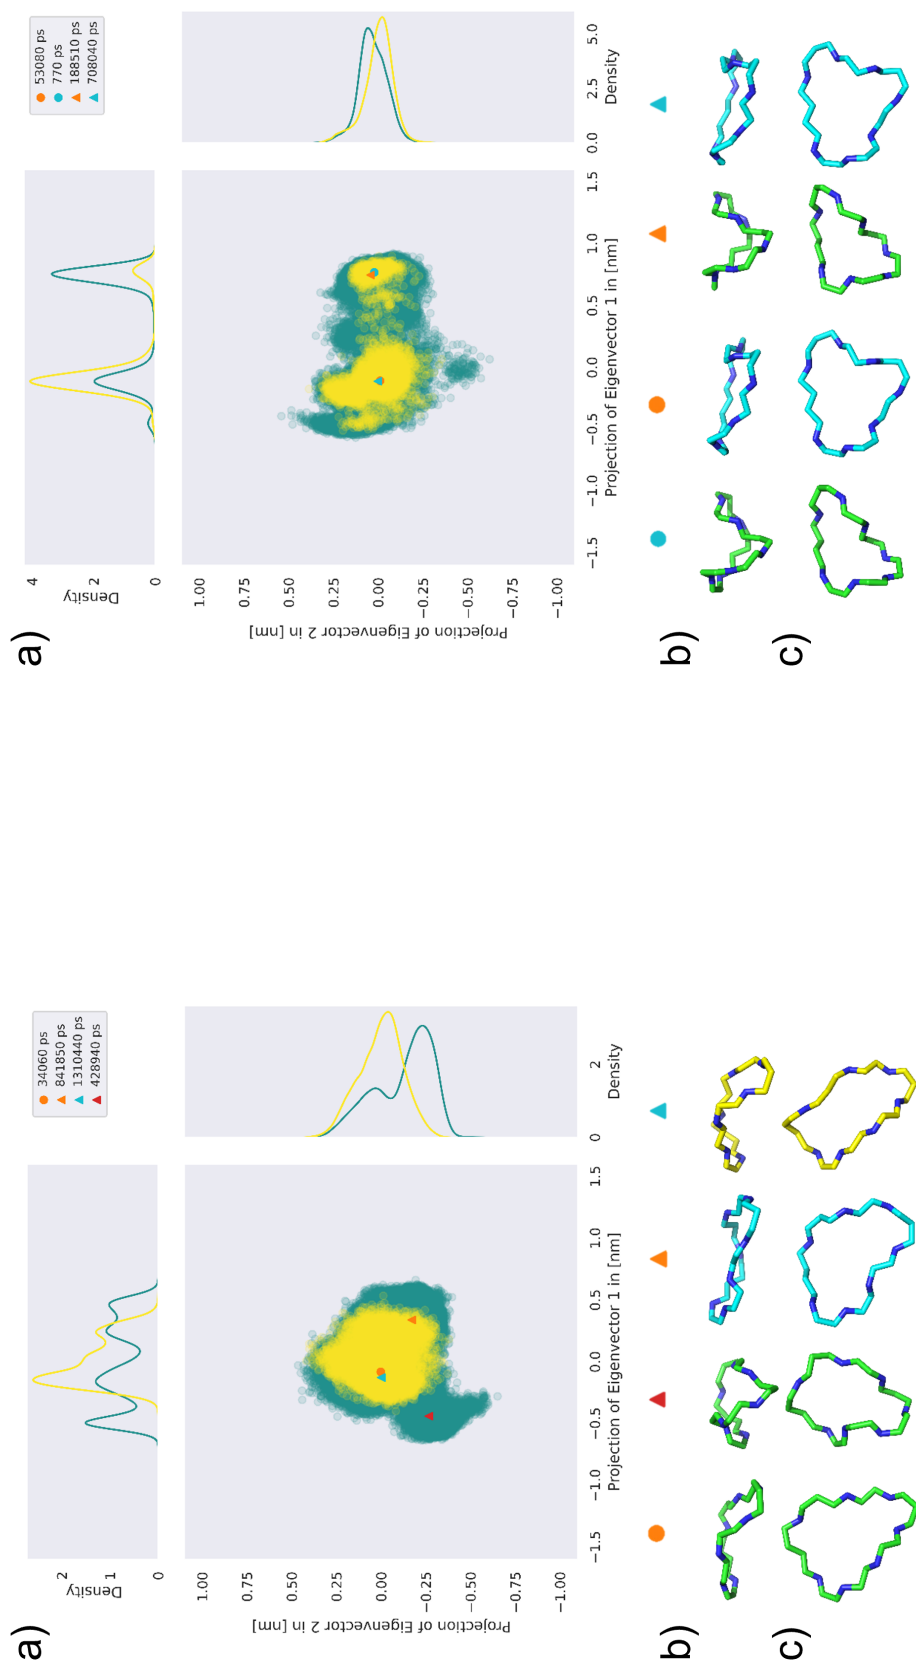 a)
4
2
0
Density
53080 ps
770 ps
188510 ps
708040 ps
1.00
0.75
0.50
0.25
0.00
−0.25
−0.50
−0.75
−1.00
Projection of Eigenvector 2 in [nm]
−1.5
−1.0
−0.5
0.0
0.5
1.0
1.5
Projection of Eigenvector 1 in [nm]
0.0
2.5
5.0
Density
b)
c)
a)
2
1
0
Density
34060 ps
841850 ps
1310440 ps
428940 ps
1.00
0.75
0.50
0.25
0.00
−0.25
−0.50
−0.75
−1.00
Projection of Eigenvector 2 in [nm]
−1.5
−1.0
−0.5
0.0
0.5
1.0
1.5
Projection of Eigenvector 1 in [nm]
0
2
Density
b)
c)